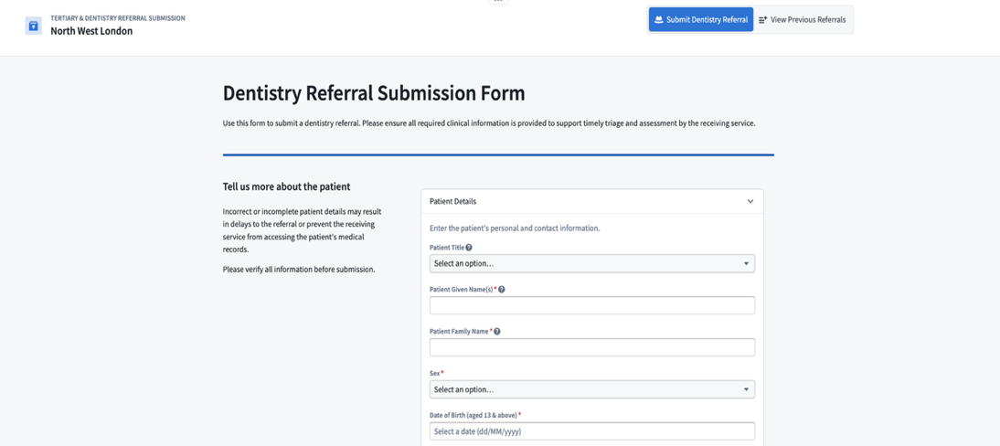 TERTIARY & DENTISTRY REFERRAL SUBMISSION
North West London
Submit Dentistry Referral
View Previous Referrals
Dentistry Referral Submission Form
Use this form to submit a dentistry referral. Please ensure all required clinical information is provided to support timely triage and assessment by the receiving service.
Tell us more about the patient
Incorrect or incomplete patient details may result
in delays to the referral or prevent the receiving
service from accessing the patient's medical
records.
Please verify all information before submission.
Patient Details
Enter the patient's personal and contact information.
Patient Title
Select an option...
Patient Given Name(s) *
Patient Family Name *
Sex *
Select an option...
Date of Birth (aged 13 & above) *
Select a date (dd/MM/yyyy)